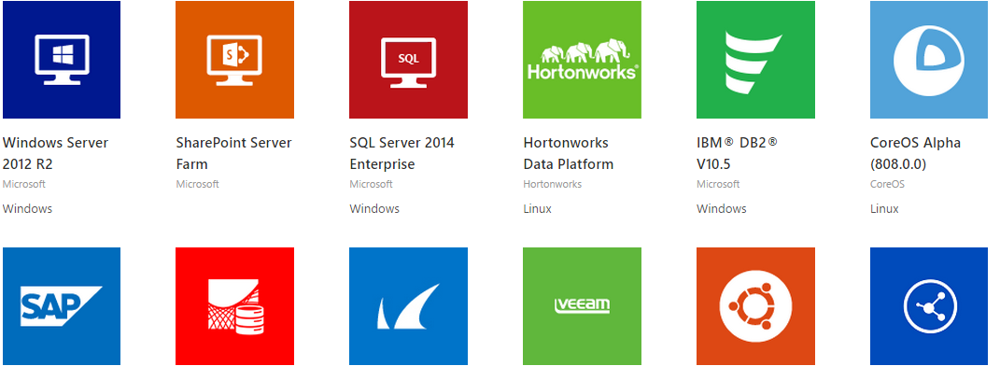 S
SQL
Hortonworks®
Windows Server
2012 R2
Microsoft
Windows
SharePoint Server
Farm
Microsoft
SQL Server 2014
Enterprise
Microsoft
Windows
Hortonworks
Data Platform
Hortonworks
Linux
IBM® DB2®
V10.5
Microsoft
Windows
CoreOS Alpha
(808.0.0)
CoreOS
Linux
SAP
veeam